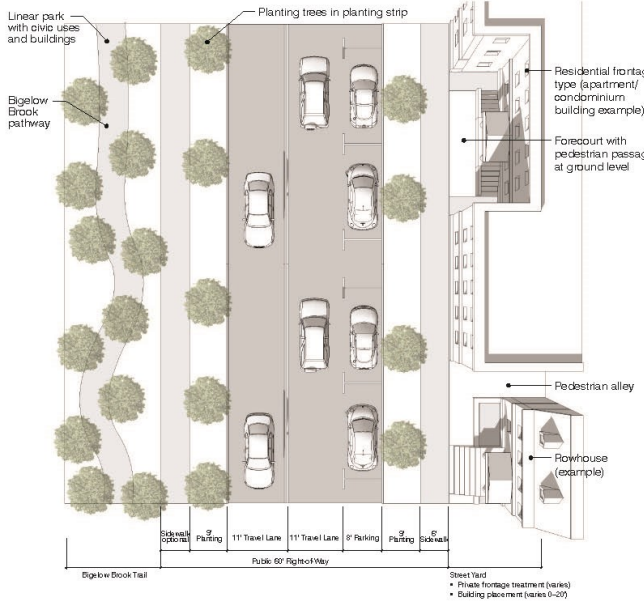 Linear park
with civic uses
and buildings
Planting trees in planting strip
Bigelow
Brook
pathway
Residential frontag
type (apartment/
condominium
building example)
Forecourt with
pedestrian passag
at ground level
Pedestrian alley
Rowhouse
(example)
Sidewalk
optional
9' Planting
11' Travel Lane
11' Travel Lane
8' Parking
9' Planting
6' Sidewalk
Public 60' Right-of-Way
Bigelow Brook Trail
Street Yard
• Private frontage treatment (varies)
• Building placement (varies 0–20')